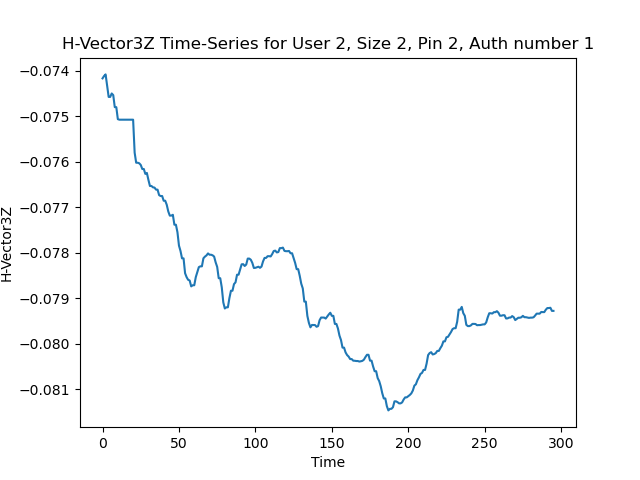 H-Vector3Z Time-Series for User 2, Size 2, Pin 2, Auth number 1
−0.074
−0.075
−0.076
−0.077
−0.078
−0.079
−0.080
−0.081
H-Vector3Z
0 50 100 150 200 250 300
Time